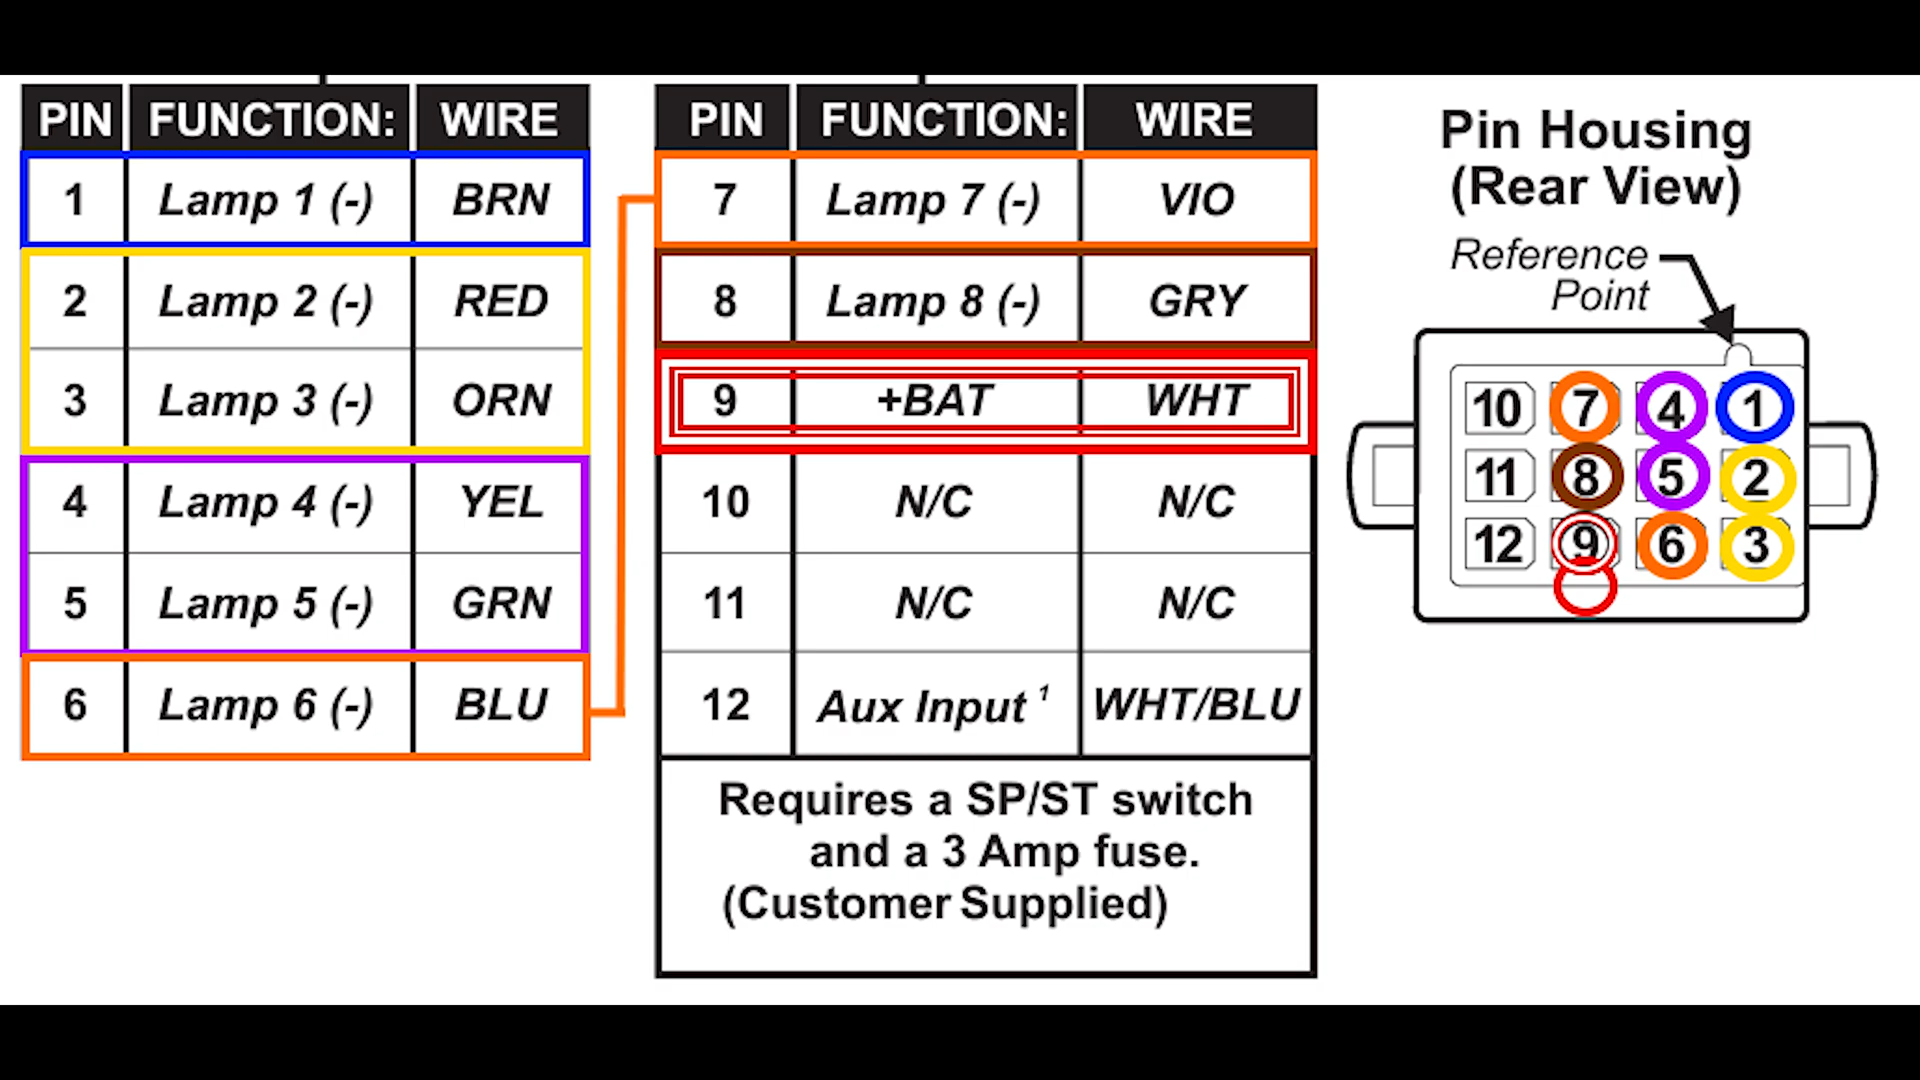 PIN FUNCTION: WIRE
1 Lamp 1 (-) BRN
2 Lamp 2 (-) RED
3 Lamp 3 (-) ORN
4 Lamp 4 (-) YEL
5 Lamp 5 (-) GRN
6 Lamp 6 (-) BLU
PIN FUNCTION: WIRE
7 Lamp 7 (-) VIO
8 Lamp 8 (-) GRY
9 +BAT WHT
10 N/C N/C
11 N/C N/C
12 Aux Input ¹ WHT/BLU
Requires a SP/ST switch
and a 3 Amp fuse.
(Customer Supplied)
Pin Housing
(Rear View)
Reference
Point
10 7 4 1
11 8 5 2
12 9 6 3